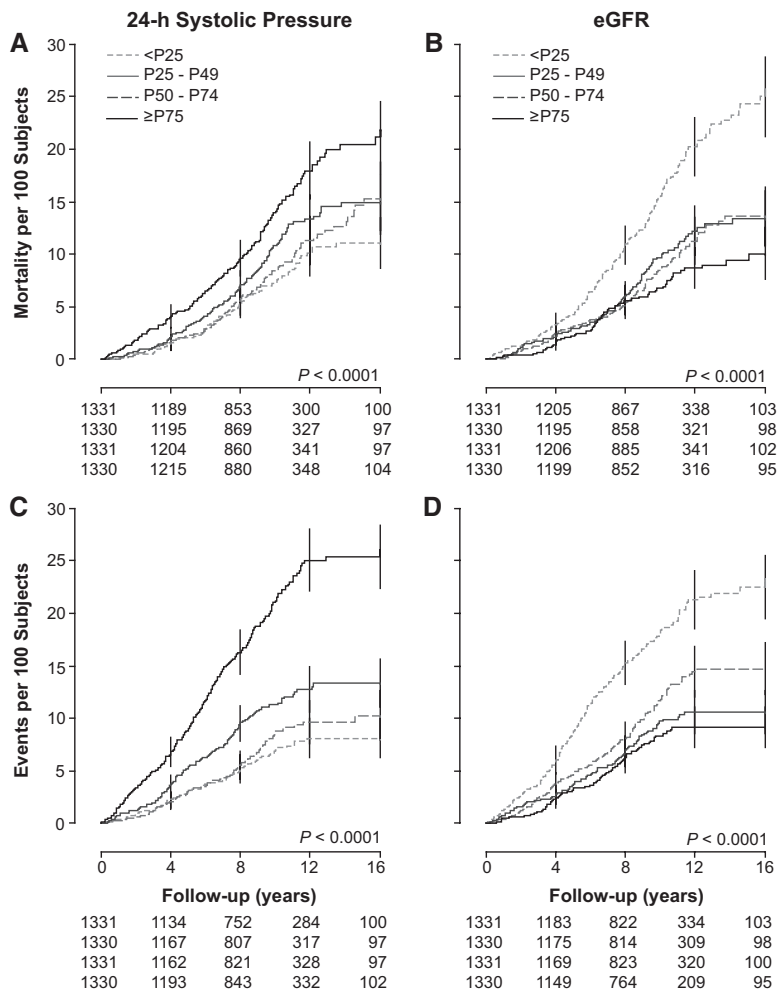 24-h Systolic Pressure
eGFR
A
B
Mortality per 100 Subjects
30
25
20
15
10
5
0
<P25
P25 - P49
P50 - P74
≥P75
P < 0.0001
<P25
P25 - P49
P50 - P74
≥P75
P < 0.0001
1331 1189 853 300 100
1330 1195 869 327 97
1331 1204 860 341 97
1330 1215 880 348 104
1331 1205 867 338 103
1330 1195 858 321 98
1331 1206 885 341 102
1330 1199 852 316 95
C
D
Events per 100 Subjects
30
25
20
15
10
5
0
P < 0.0001
P < 0.0001
0 4 8 12 16
0 4 8 12 16
Follow-up (years)
Follow-up (years)
1331 1134 752 284 100
1330 1167 807 317 97
1331 1162 821 328 97
1330 1193 843 332 102
1331 1183 822 334 103
1330 1175 814 309 98
1331 1169 823 320 100
1330 1149 764 209 95